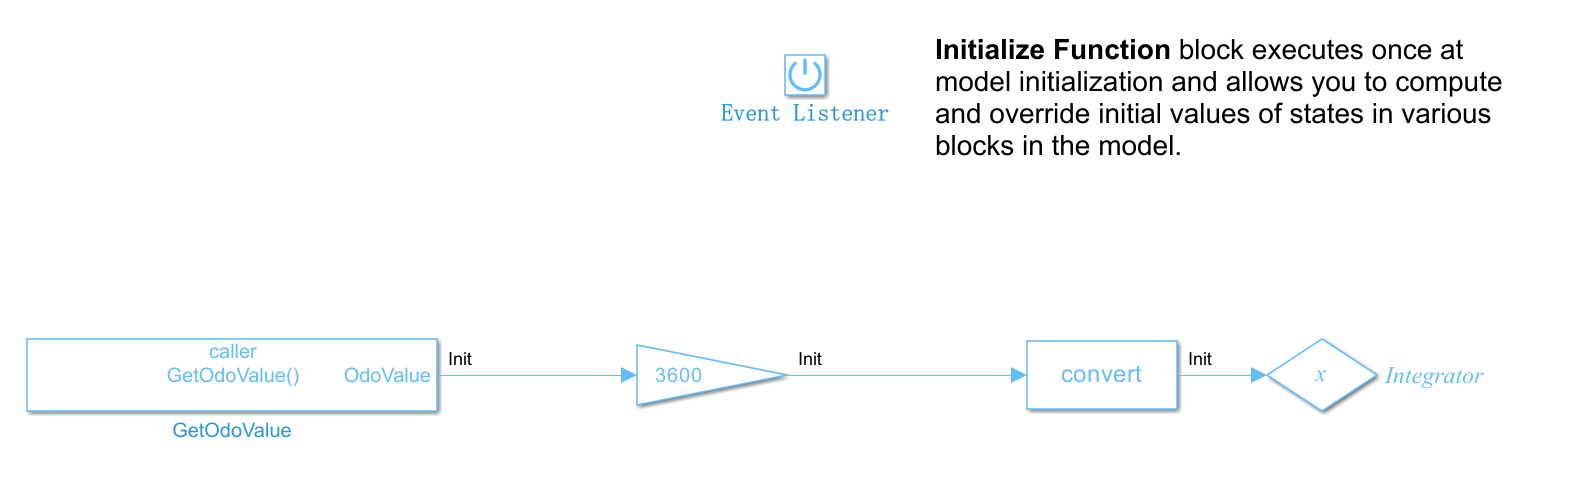 Initialize Function block executes once at
model initialization and allows you to compute
and override initial values of states in various
blocks in the model.
Event Listener
caller
GetOdoValue()
OdoValue
Init
3600
Init
convert
Init
x
Integrator
GetOdoValue